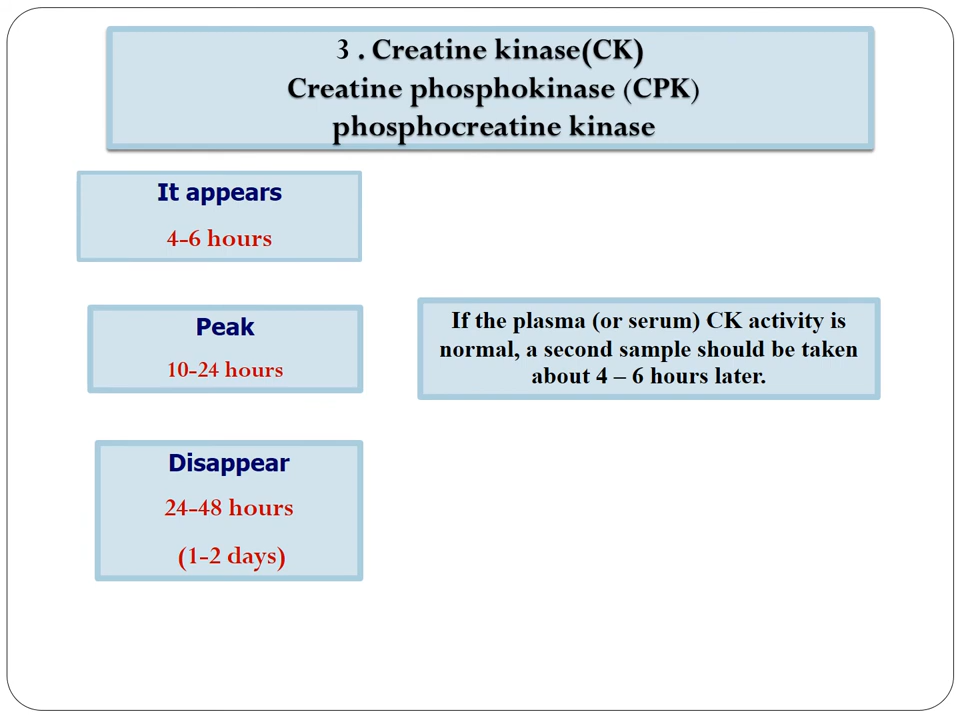 3 . Creatine kinase(CK)
Creatine phosphokinase (CPK)
phosphocreatine kinase
It appears
4-6 hours
Peak
10-24 hours
If the plasma (or serum) CK activity is
normal, a second sample should be taken
about 4 – 6 hours later.
Disappear
24-48 hours
(1-2 days)